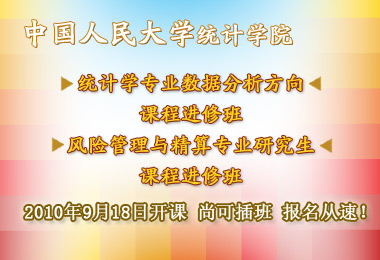 中国人民大学统计学院
统计学专业数据分析方向
课程进修班
风险管理与精算专业研究生
课程进修班
2010年9月18日开课 尚可插班 报名从速！